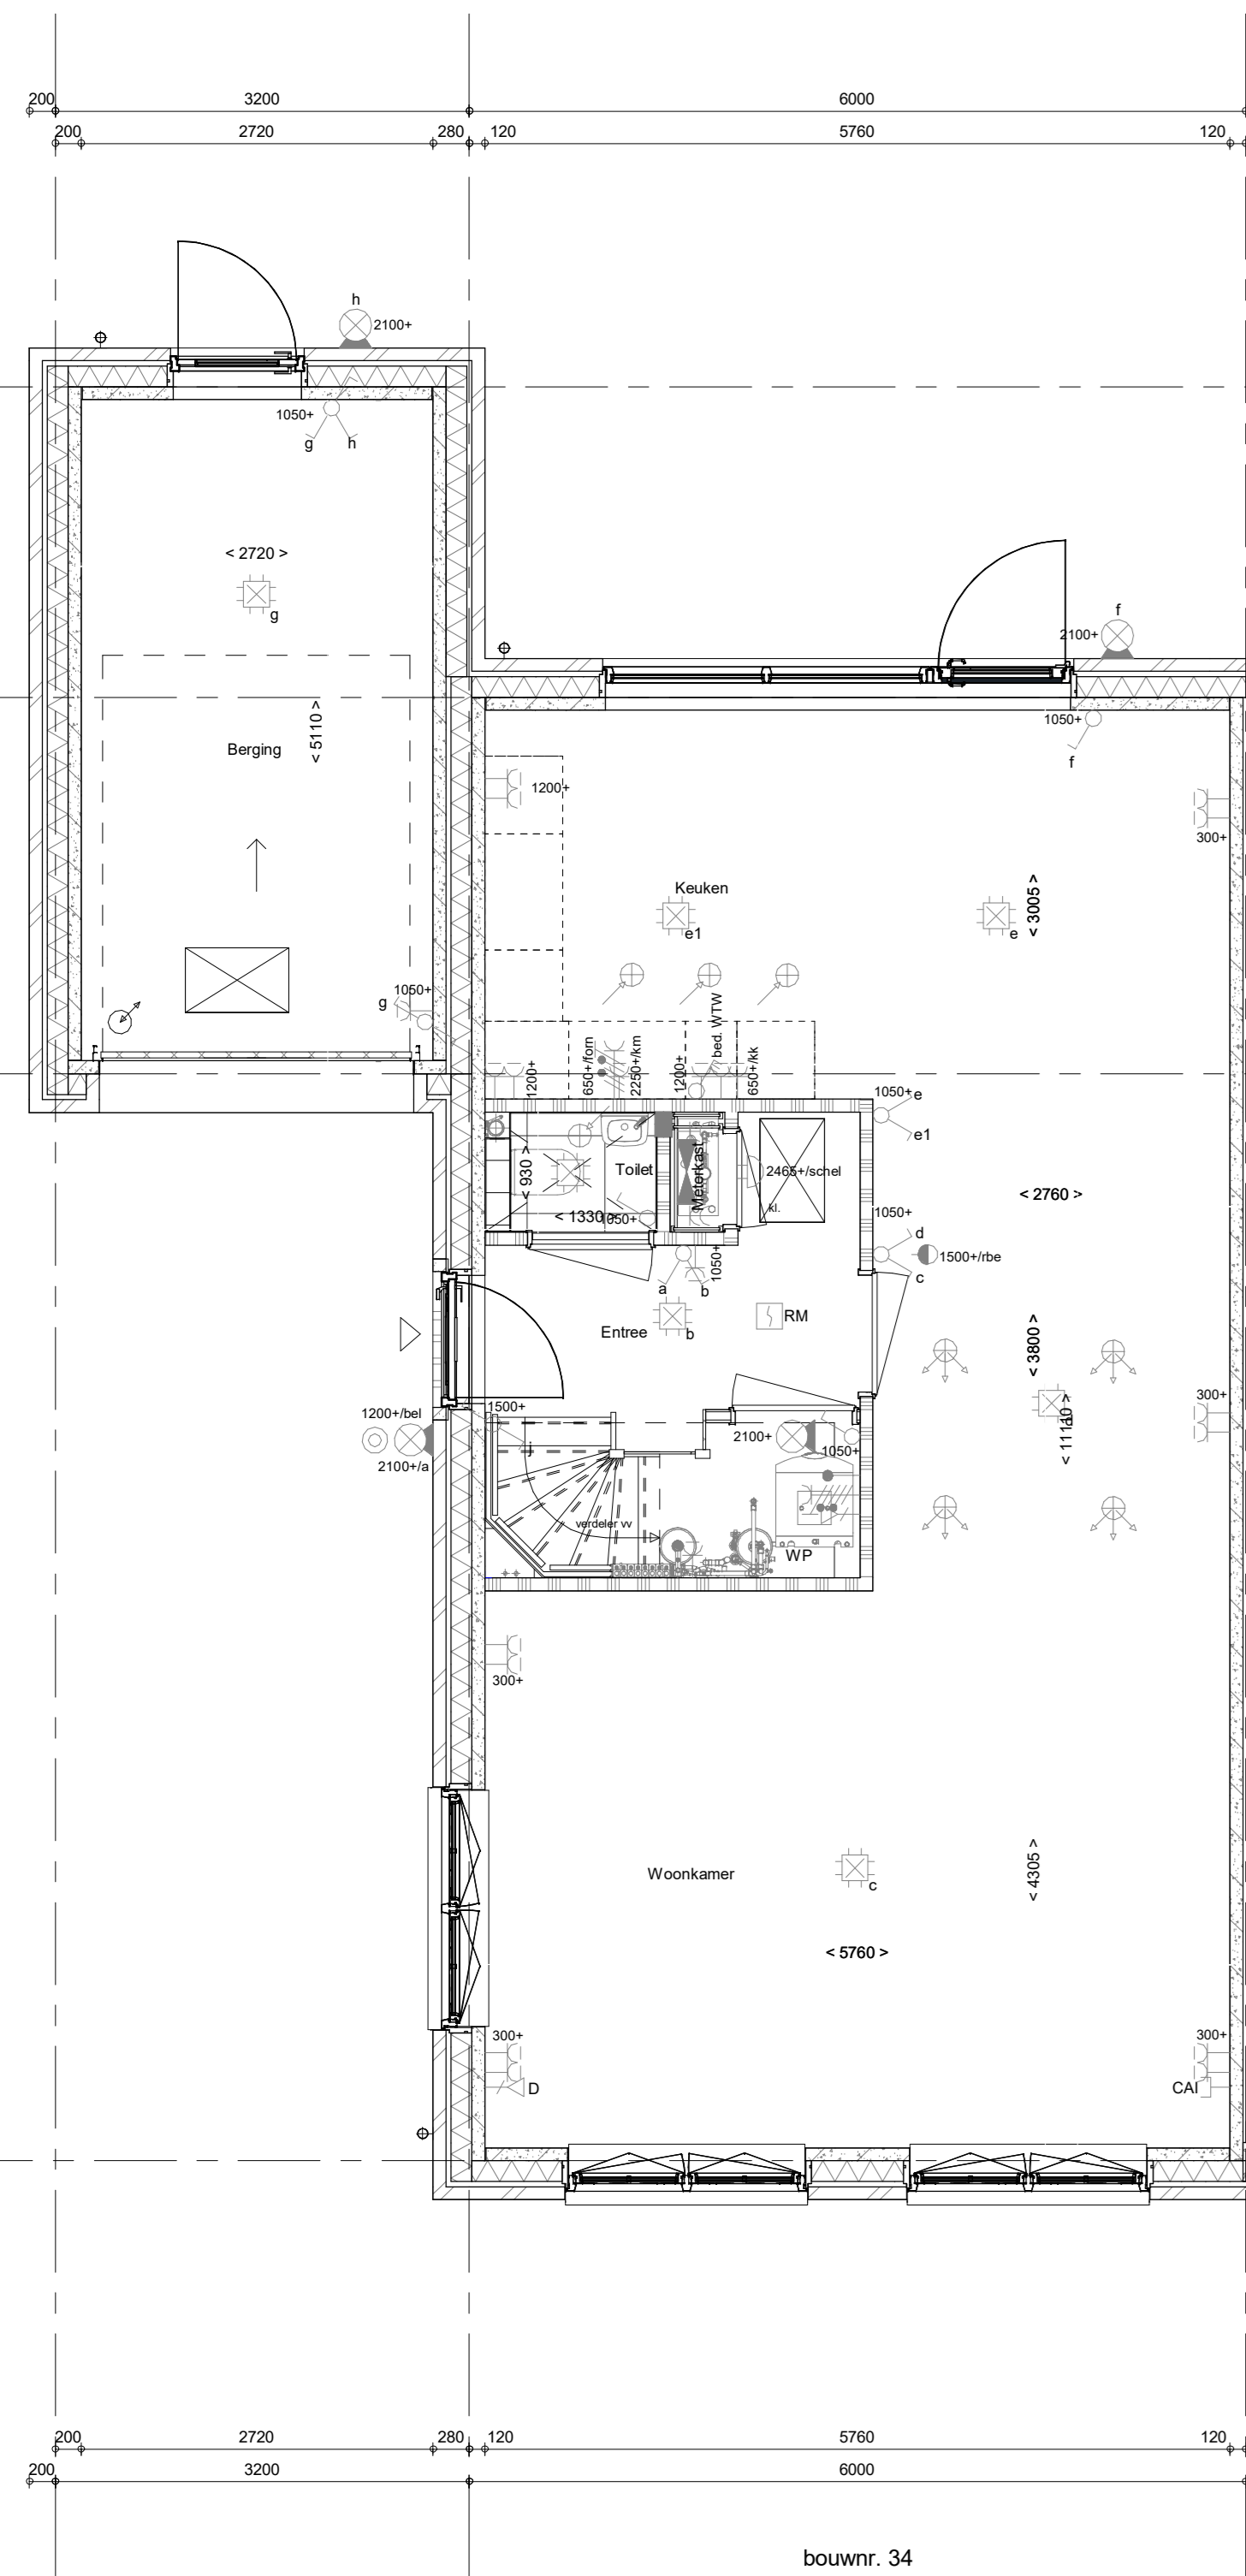 200 3200 6000
200 2720 280 120 5760 120
h
2100+
1050+
g h
< 2720 >
g
f
2100+
1050+
f
< 5110 >
Berging
1200+
300+
Keuken
e1
e
< 3005 >
1050+
g
bed. WTW
1200+
650+/forn
2250+/km
1200+
650+/kk
1050+
e
e1
Toilet
< 930 >
< 1330 >
1050+
Meterkast
2465+/schel
kl.
< 2760 >
1050+
d
1500+/rbe
c
1050+
a b
Entree
b
RM
< 3800 >
< 11110 >
300+
1200+/bel
2100+/a
1500+
j
2100+
1050+
verdeler vv
WP
300+
Woonkamer
c
< 4305 >
< 5760 >
300+
D
300+
CAI
200 2720 280 120 5760 120
200 3200 6000
bouwnr. 34